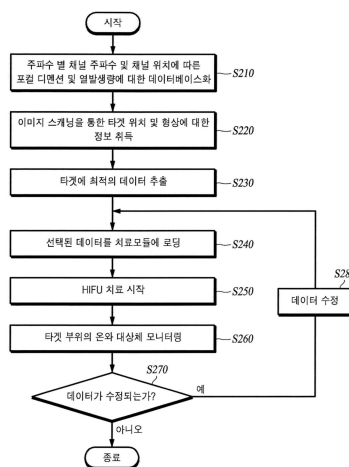 시작
주파수 별 채널 주파수 및 채널 위치에 따른
포컬 디멘션 및 열발생량에 대한 데이터베이스화
S210
이미지 스캐닝을 통한 타겟 위치 및 형상에 대한
정보 취득
S220
타겟에 최적의 데이터 추출
S230
선택된 데이터를 치료모듈에 로딩
S240
HIFU 치료 시작
S250
타겟 부위의 온와 대상체 모니터링
S260
S28
데이터 수정
S270
데이터가 수정되는가?
예
아니오
종료